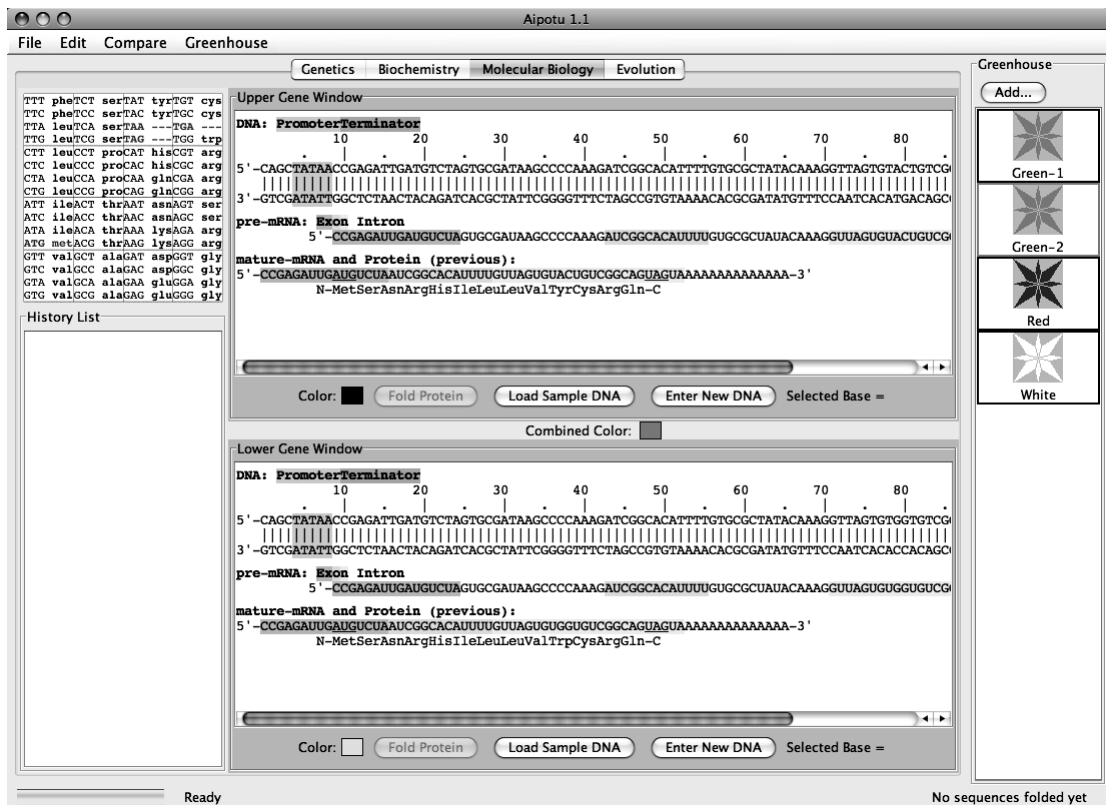 Aipotu 1.1
File Edit Compare Greenhouse
Genetics Biochemistry Molecular Biology Evolution
TTT pheTCT serTAT tyrTGT cys
TTC pheTCC serTAC tyrTGC cys
TTA leuTCA serTAA ---TGA ---
TTG leuTCG serTAG ---TGG trp
CTT leuCCT proCAT hisCGT arg
CTC leuCCC proCAC hisCGC arg
CTA leuCCA proCAA glnCGA arg
CTG leuCCG proCAG glnCGG arg
ATT ileACT thrAAT asnAGT ser
ATC ileACC thrAAC asnAGC ser
ATA ileACA thrAAA lysAGA arg
ATG metACG thrAAG lysAGG arg
GTT valGCT alaGAT aspGGT gly
GTC valGCC alaGAC aspGGC gly
GTA valGCA alaGAA gluGGA gly
GTG valGCG alaGAG gluGGG gly
History List
Upper Gene Window
DNA: PromoterTerminator
10 20 30 40 50 60 70 80
5'-CAGCTATAACCGAGATTGATGTCTAGTGCGATAAGCCCCAAAGATCGGCACATTTTGTGCGCTATACAAAGGTTAGTGTACTGTCG
3'-GTCGATATTGGCTCTAACTACAGATCACGCTATTCGGGGTTTCTAGCCGTGTAAAACACGCGATATGTTTCCAATCACATGACAGC
pre-mRNA: Exon Intron
5'-CCGAGAUUGAUGUCUAGUGCGAUAAGCCCCAAAGAUCGGCACAUUUUGUGCGCUAUACAAAGGUUAGUGUACUGUCG
mature-mRNA and Protein (previous):
5'-CCGAGAUUGAUGUCUAAUCGGCACAUUUUGUUAGUGUACUGUCGGCAGUAGUAAAAAAAAAAAAAA-3'
N-MetSerAsnArgHisIleLeuLeuValTyrCysArgGln-C
Color: Fold Protein Load Sample DNA Enter New DNA Selected Base =
Combined Color:
Lower Gene Window
DNA: PromoterTerminator
10 20 30 40 50 60 70 80
5'-CAGCTATAACCGAGATTGATGTCTAGTGCGATAAGCCCCAAAGATCGGCACATTTTGTGCGCTATACAAAGGTTAGTGTGGTGTCG
3'-GTCGATATTGGCTCTAACTACAGATCACGCTATTCGGGGTTTCTAGCCGTGTAAAACACGCGATATGTTTCCAATCACACCACAGC
pre-mRNA: Exon Intron
5'-CCGAGAUUGAUGUCUAGUGCGAUAAGCCCCAAAGAUCGGCACAUUUUGUGCGCUAUACAAAGGUUAGUGUGGUGUCG
mature-mRNA and Protein (previous):
5'-CCGAGAUUGAUGUCUAAUCGGCACAUUUUGUUAGUGUGGUGUCGGCAGUAGUAAAAAAAAAAAAAA-3'
N-MetSerAsnArgHisIleLeuLeuValTrpCysArgGln-C
Color: Fold Protein Load Sample DNA Enter New DNA Selected Base =
Greenhouse
Add...
Green-1
Green-2
Red
White
Ready
No sequences folded yet